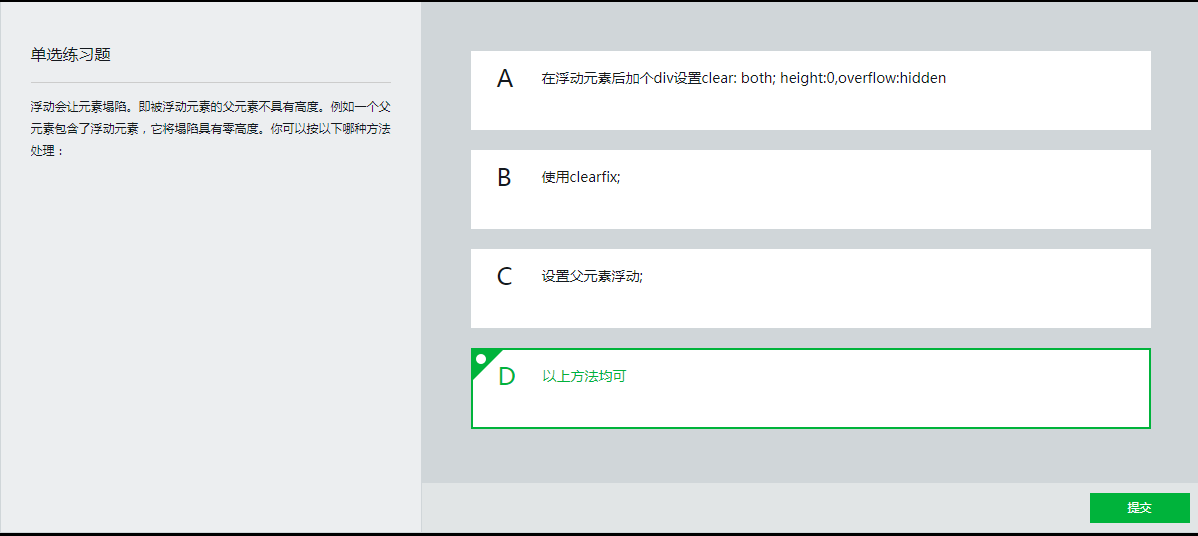 单选练习题
浮动会让元素塌陷。即被浮动元素的父元素不具有高度。例如一个父
元素包含了浮动元素，它将塌陷具有零高度。你可以按以下哪种方法
处理：
A 在浮动元素后加个div设置clear: both; height:0,overflow:hidden
B 使用clearfix;
C 设置父元素浮动;
D 以上方法均可
提交